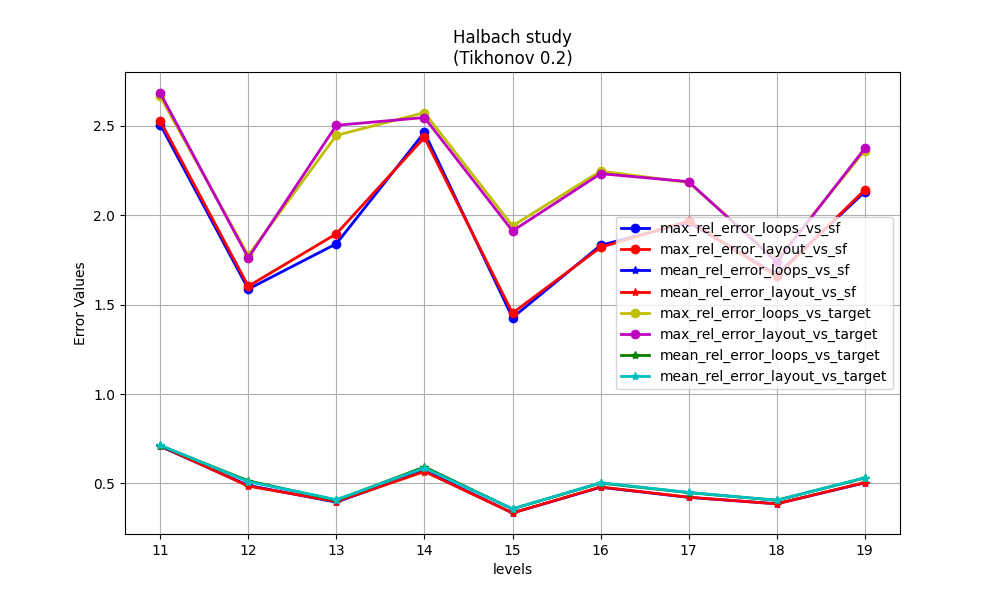 Halbach study
(Tikhonov 0.2)
Error Values
2.5
2.0
1.5
1.0
0.5
max_rel_error_loops_vs_sf
max_rel_error_layout_vs_sf
mean_rel_error_loops_vs_sf
mean_rel_error_layout_vs_sf
max_rel_error_loops_vs_target
max_rel_error_layout_vs_target
mean_rel_error_loops_vs_target
mean_rel_error_layout_vs_target
11 12 13 14 15 16 17 18 19
levels